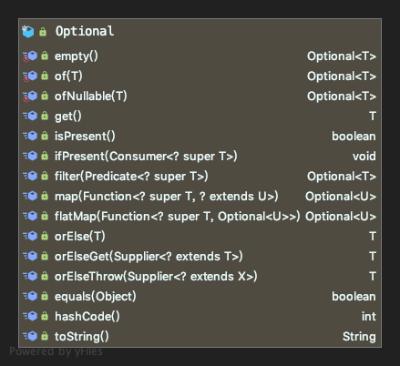 Optional
empty() Optional<T>
of(T) Optional<T>
ofNullable(T) Optional<T>
get() T
isPresent() boolean
ifPresent(Consumer<? super T>) void
filter(Predicate<? super T>) Optional<T>
map(Function<? super T, ? extends U>) Optional<U>
flatMap(Function<? super T, Optional<U>>) Optional<U>
orElse(T) T
orElseGet(Supplier<? extends T>) T
orElseThrow(Supplier<? extends X>) T
equals(Object) boolean
hashCode() int
toString() String
Powered by yFiles